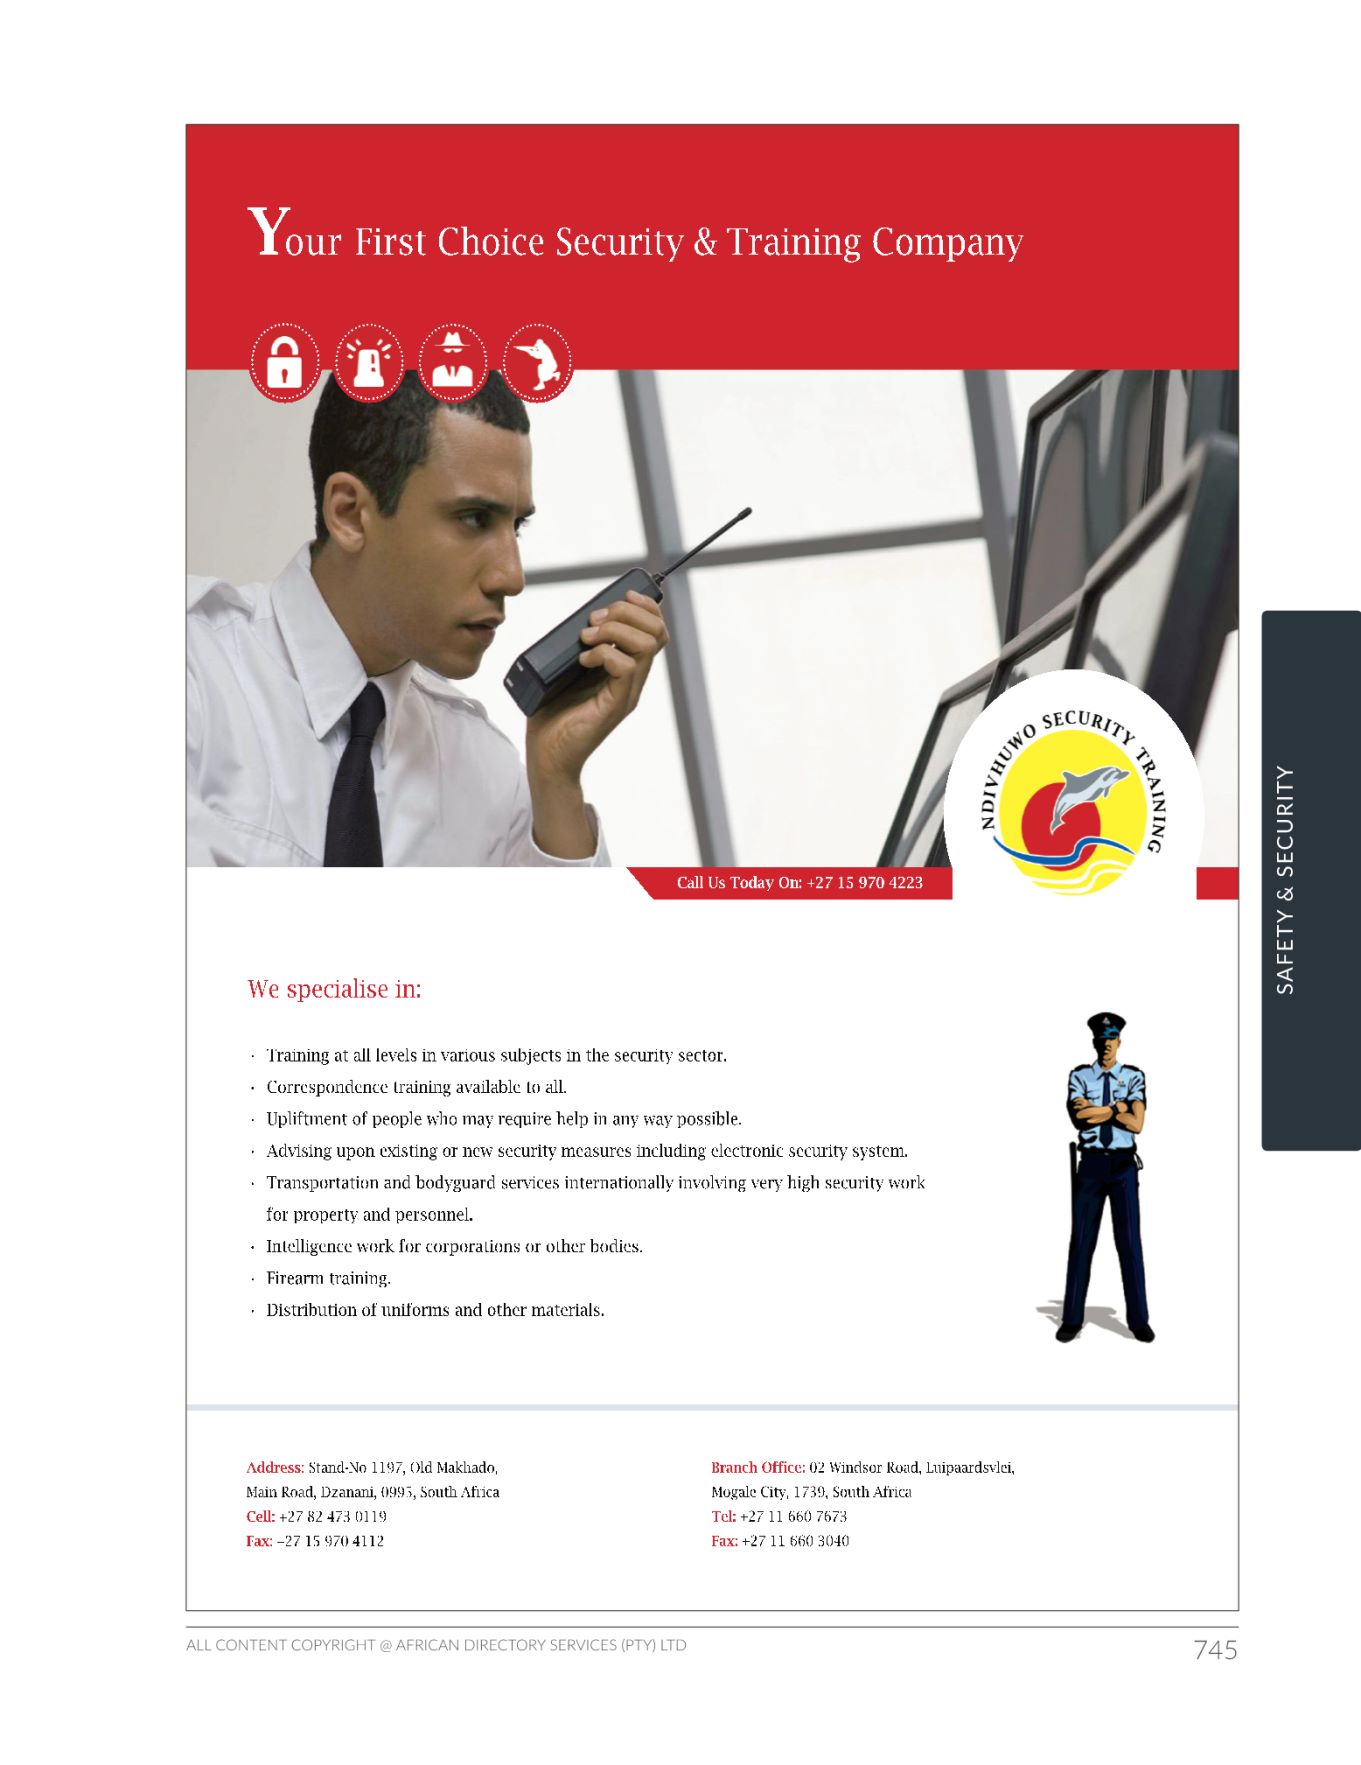 Your First Choice Security & Training Company
NDIVHUWO SECURITY TRAINING
Call Us Today On: +27 15 970 4223
SAFETY & SECURITY
We specialise in:
· Training at all levels in various subjects in the security sector.
· Correspondence training available to all.
· Upliftment of people who may require help in any way possible.
· Advising upon existing or new security measures including electronic security system.
· Transportation and bodyguard services internationally involving very high security work
for property and personnel.
· Intelligence work for corporations or other bodies.
· Firearm training.
· Distribution of uniforms and other materials.
Address: Stand-No 1197, Old Makhado,
Main Road, Dzanani, 0995, South Africa
Cell: +27 82 473 0119
Fax: +27 15 970 4112
Branch Office: 02 Windsor Road, Luipaardsvlei,
Mogale City, 1739, South Africa
Tel: +27 11 660 7673
Fax: +27 11 660 3040
ALL CONTENT COPYRIGHT @ AFRICAN DIRECTORY SERVICES (PTY) LTD
745